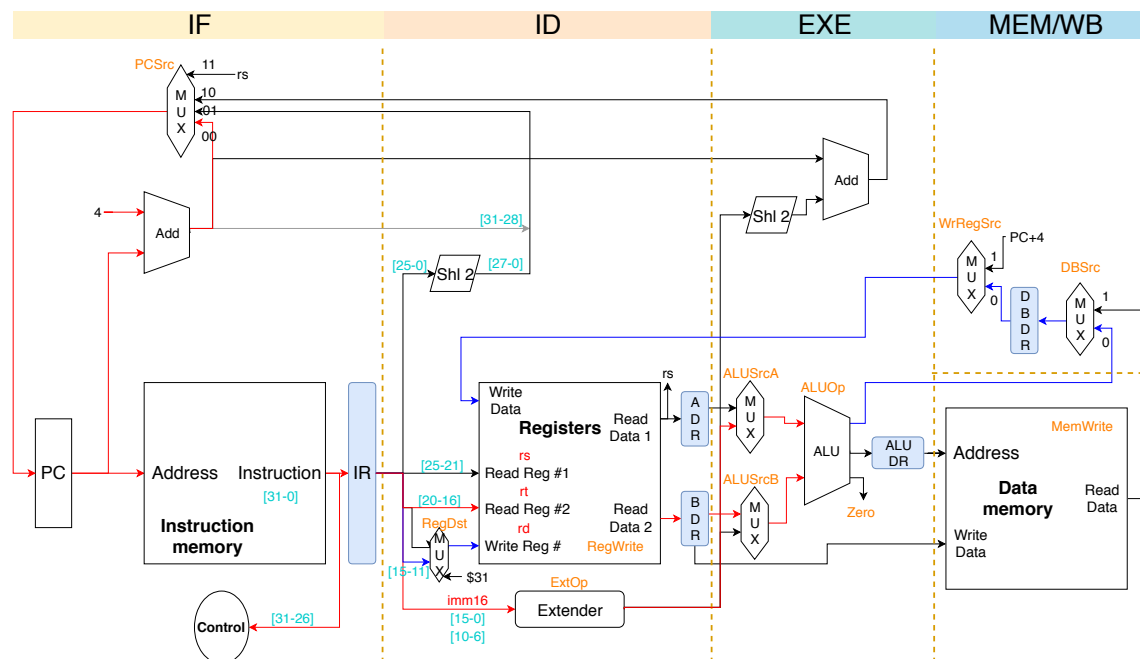 IF ID EXE MEM/WB
PCSrc
11
rs
10
01
00
M
U
X
4
Add
[31-28]
[25-0]
Shl 2
[27-0]
Add
Shl 2
WrRegSrc
PC+4
M
U
X
1
0
D
B
D
R
DBSrc
M
U
X
1
0
PC
Address
Instruction
[31-0]
Instruction
memory
IR
Control
[31-26]
Write
Data
Registers
Read
Data 1
rs
[25-21]
Read Reg #1
rt
[20-16]
Read Reg #2
rd
Write Reg #
Read
Data 2
RegWrite
RegDst
M
U
X
[15-11]
$31
imm16
[15-0]
[10-6]
ExtOp
Extender
rs
A
D
R
B
D
R
ALUSrcA
M
U
X
ALUSrcB
M
U
X
ALUOp
ALU
Zero
ALU
DR
MemWrite
Address
Data
memory
Read
Data
Write
Data